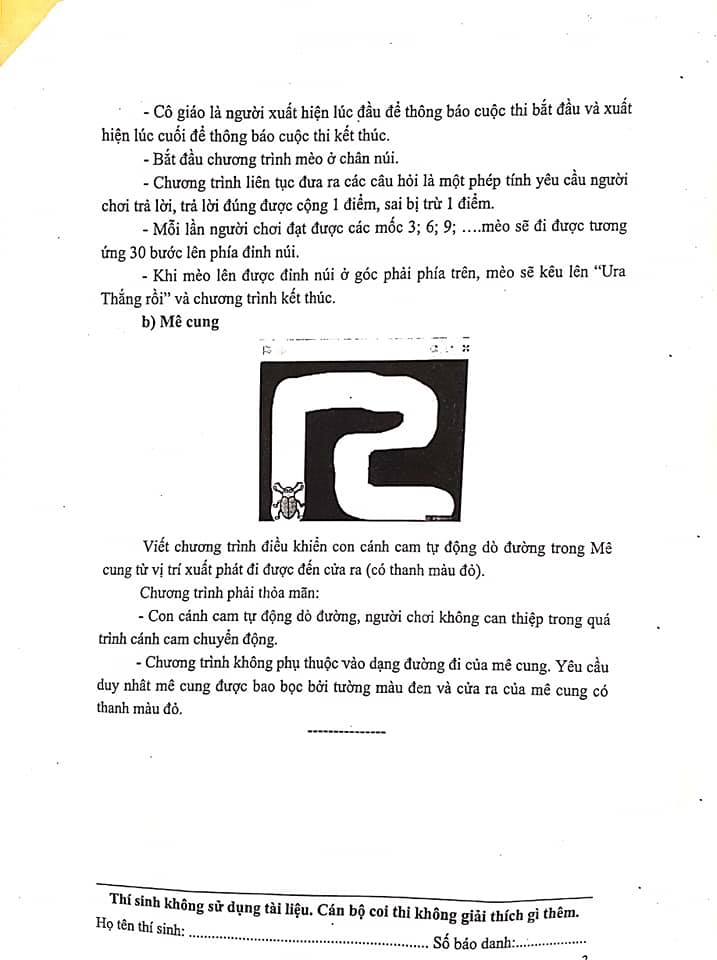 - Cô giáo là người xuất hiện lúc đầu để thông báo cuộc thi bắt đầu và xuất
hiện lúc cuối để thông báo cuộc thi kết thúc.
- Bắt đầu chương trình mèo ở chân núi.
- Chương trình liên tục đưa ra các câu hỏi là một phép tính yêu cầu người
chơi trả lời, trả lời đúng được cộng 1 điểm, sai bị trừ 1 điểm.
- Mỗi lần người chơi đạt được các mốc 3; 6; 9; ….mèo sẽ đi được tương
ứng 30 bước lên phía đỉnh núi.
- Khi mèo lên được đỉnh núi ở góc phải phía trên, mèo sẽ kêu lên “Ura
Thắng rồi” và chương trình kết thúc.
b) Mê cung
Viết chương trình điều khiển con cánh cam tự động dò đường trong Mê
cung từ vị trí xuất phát đi được đến cửa ra (có thanh màu đỏ).
Chương trình phải thỏa mãn:
- Con cánh cam tự động dò đường, người chơi không can thiệp trong quá
trình cánh cam chuyển động.
- Chương trình không phụ thuộc vào dạng đường đi của mê cung. Yêu cầu
duy nhât mê cung được bao bọc bởi tường màu đen và cửa ra của mê cung có
thanh màu đỏ.
---------------
Thí sinh không sử dụng tài liệu. Cán bộ coi thi không giải thích gì thêm.
Họ tên thí sinh: .................................................. Số báo danh:..................